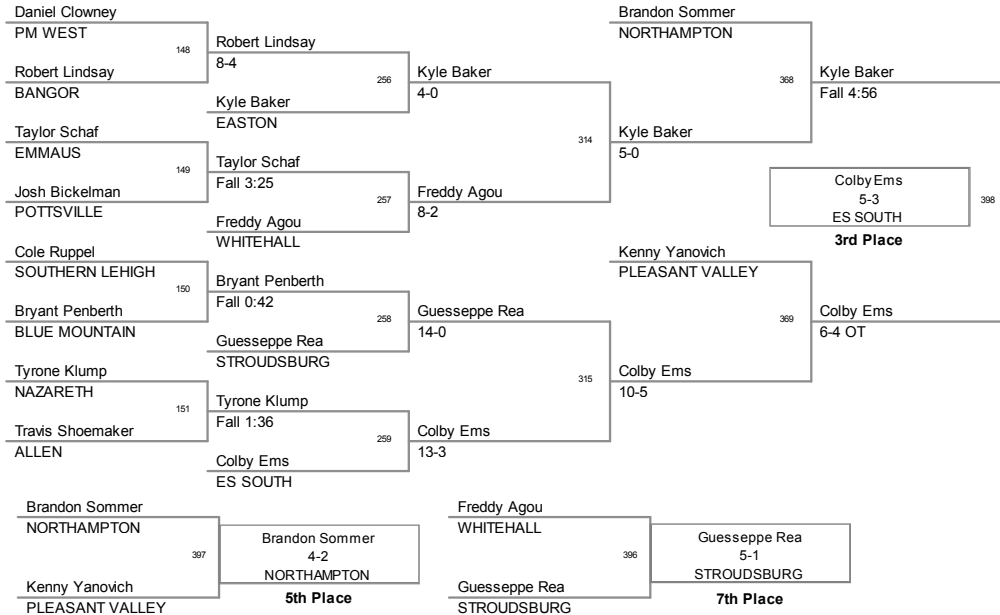 Daniel Clowney
PM WEST
148
Robert Lindsay
BANGOR
Taylor Schaf
EMMAUS
149
Josh Bickelman
POTTSVILLE
Cole Ruppel
SOUTHERN LEHIGH
150
Bryant Penberth
BLUE MOUNTAIN
Tyrone Klump
NAZARETH
151
Travis Shoemaker
ALLEN
Robert Lindsay
8-4
256
Kyle Baker
EASTON
Taylor Schaf
Fall 3:25
257
Freddy Agou
WHITEHALL
Bryant Penberth
Fall 0:42
258
Guesseppe Rea
STROUDSBURG
Tyrone Klump
Fall 1:36
259
Colby Ems
ES SOUTH
Kyle Baker
4-0
314
Freddy Agou
8-2
Guesseppe Rea
14-0
315
Colby Ems
13-3
Brandon Sommer
NORTHAMPTON
368
Kyle Baker
5-0
Kenny Yanovich
PLEASANT VALLEY
369
Colby Ems
10-5
Kyle Baker
Fall 4:56
Colby Ems
5-3
ES SOUTH
398
3rd Place
Colby Ems
6-4 OT
Brandon Sommer
NORTHAMPTON
397
Kenny Yanovich
PLEASANT VALLEY
Brandon Sommer
4-2
NORTHAMPTON
5th Place
Freddy Agou
WHITEHALL
396
Guesseppe Rea
STROUDSBURG
Guesseppe Rea
5-1
STROUDSBURG
7th Place